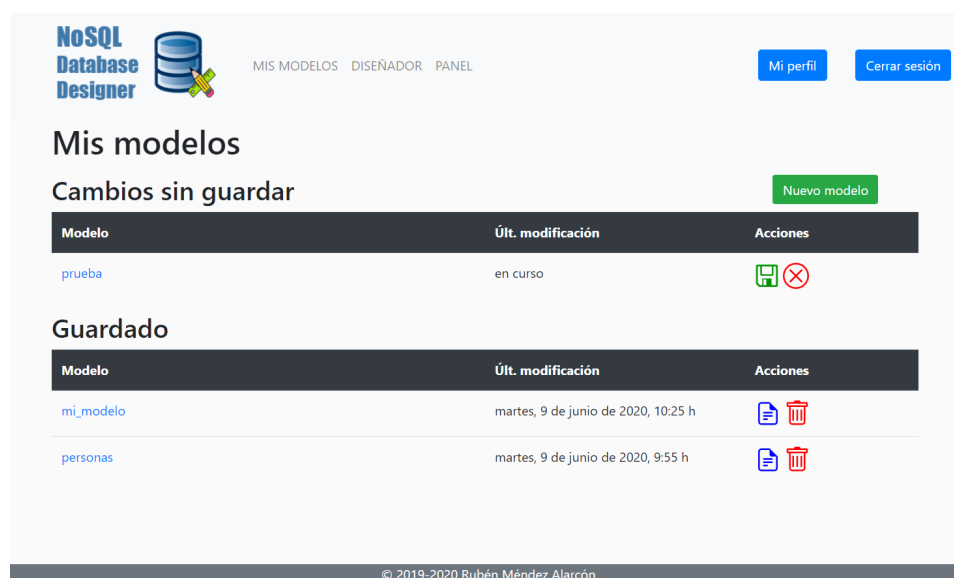 NoSQL
Database
Designer
MIS MODELOS DISEÑADOR PANEL
Mi perfil
Cerrar sesión
Mis modelos
Cambios sin guardar
Nuevo modelo
Modelo Últ. modificación Acciones
prueba en curso
Guardado
Modelo Últ. modificación Acciones
mi_modelo martes, 9 de junio de 2020, 10:25 h
personas martes, 9 de junio de 2020, 9:55 h
© 2019-2020 Rubén Méndez Alarcón